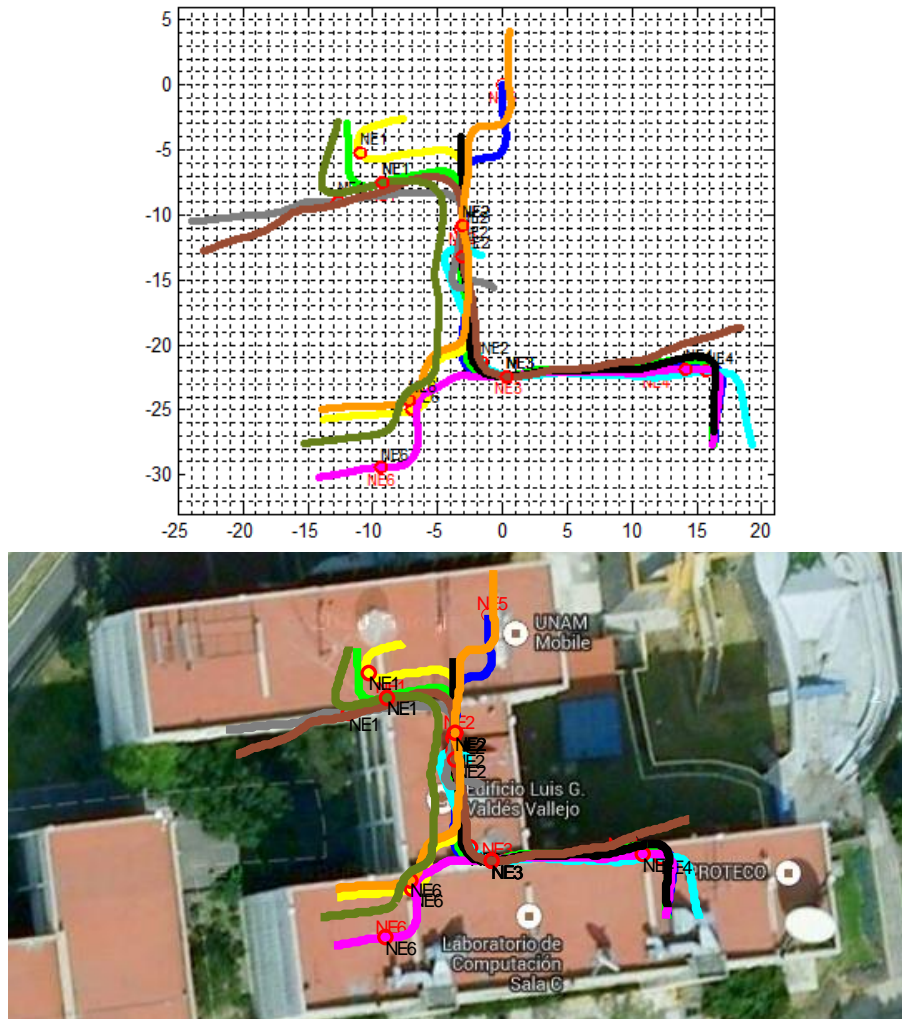 5
0
NE1
-5
NE1
-10
NE2
NE2
-15
-20
NE2
NE3
NE4
NE3
NE4
-25
NE6
NE6
-30
NE6
-25 -20 -15 -10 -5 0 5 10 15 20
NE5
UNAM
Mobile
NE1
NE1
NE1
NE2
NE2
NE2
Edificio Luis G.
Valdés Vallejo
NE3
NE3
ROTECO
NE6
NE6
NE6
Laboratorio de
Computación
Sala C